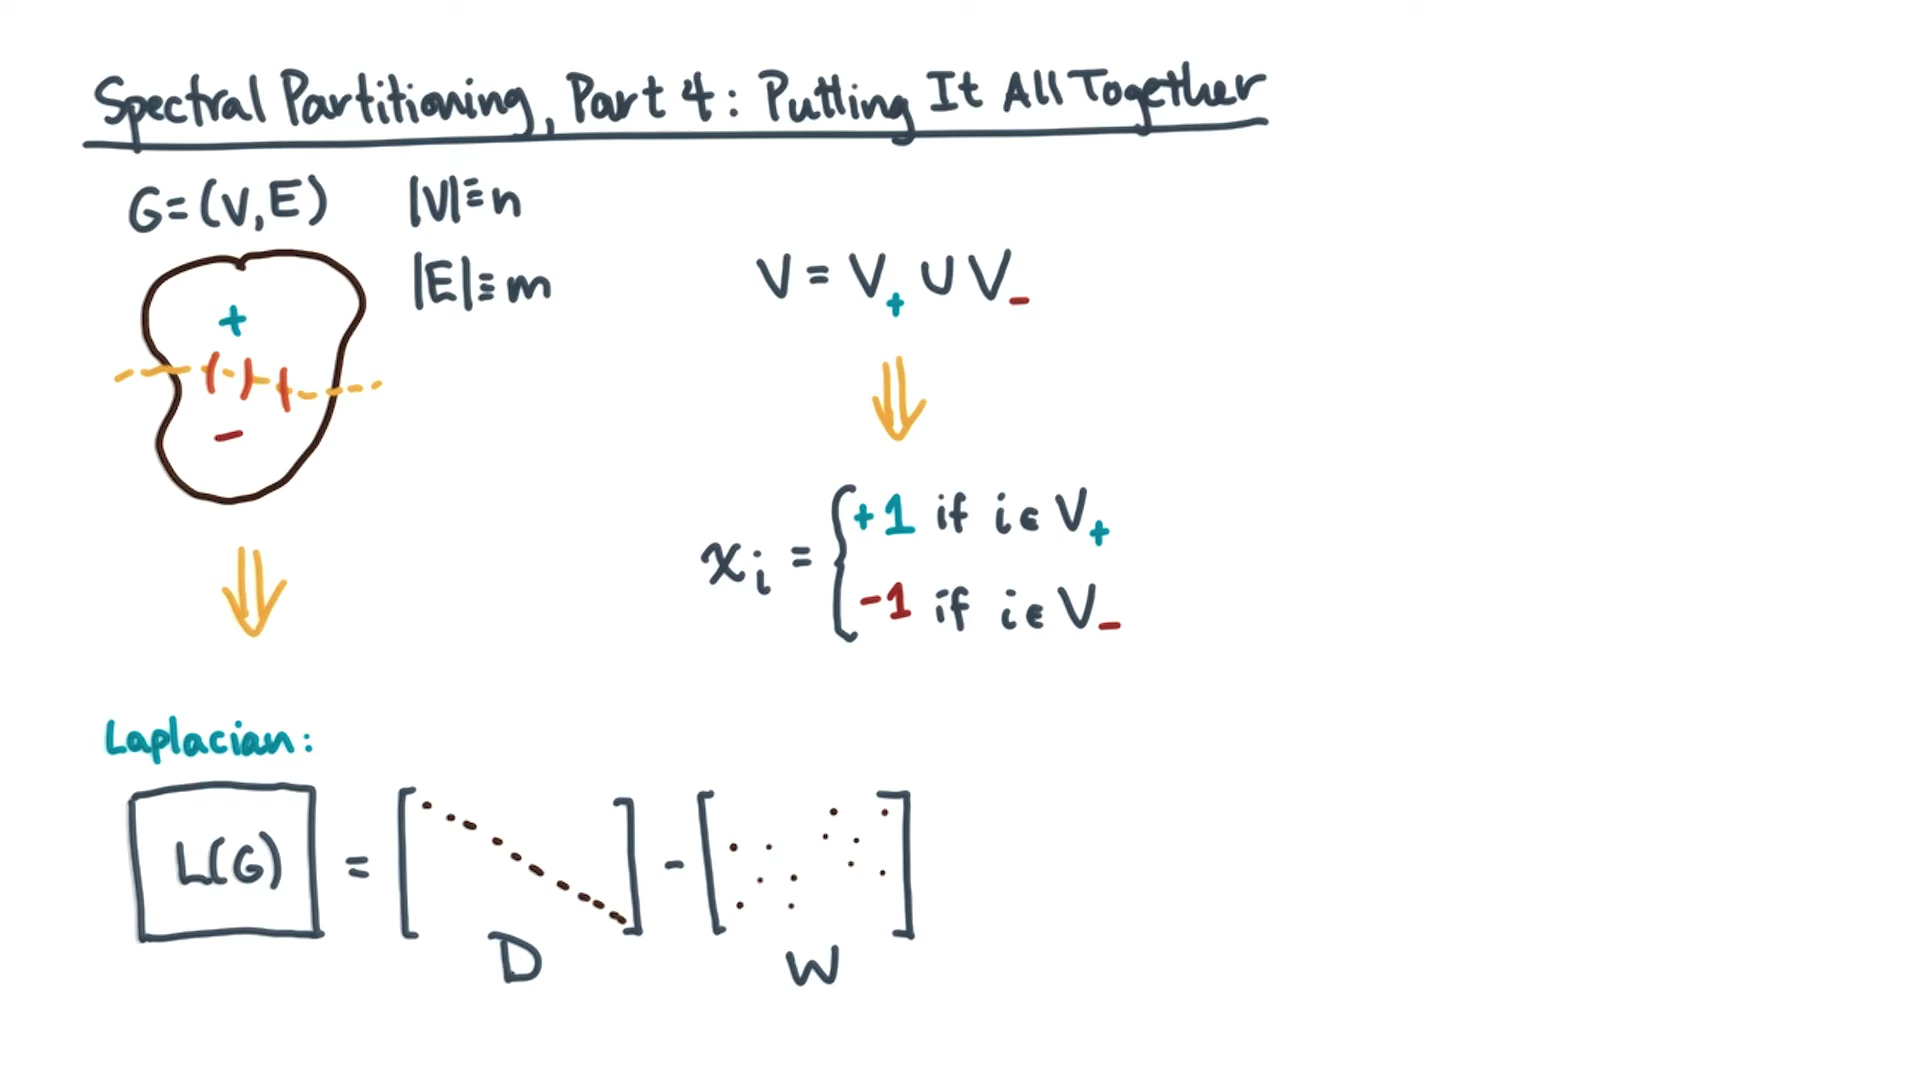 Spectral Partitioning, Part 4: Putting It All Together
G=(V,E) |V|≡n
|E|≡m
V = V₊ ∪ V₋
+
-
xᵢ = { +1 if i ∈ V₊
-1 if i ∈ V₋
Laplacian:
L(G) = [ ] - [ ]
D W